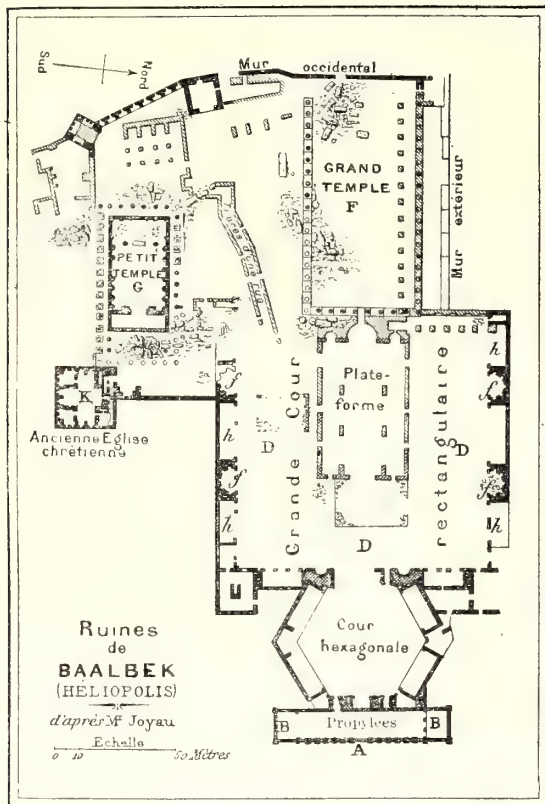 Sud
Nord
Mur occidental
Mur extérieur
GRAND
TEMPLE
F
PETIT
TEMPLE
G
K
Ancienne Eglise
chrétienne
Grande Cour rectangulaire
Plate-
forme
D
D
D
f
h
f
h
h
f
f
h
Cour
hexagonale
B
Propylées
B
A
Ruines
de
BAALBEK
(HÉLIOPOLIS)
d'après Mr Joyau
Echelle
0 10 50 Mètres